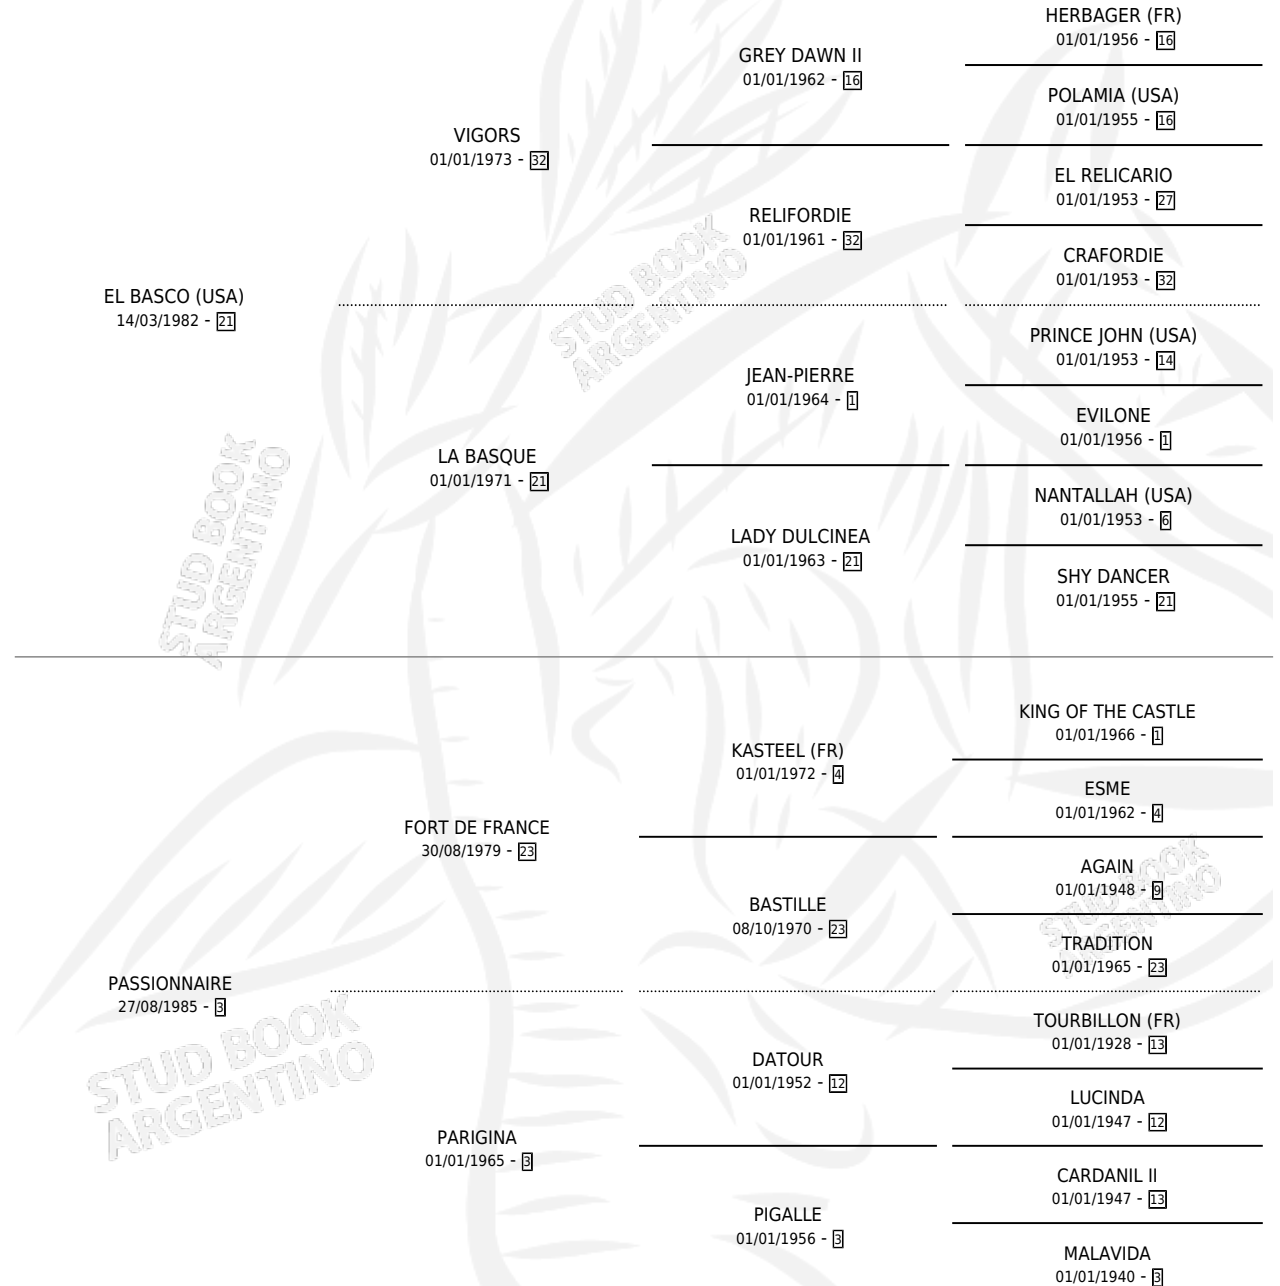 HERBAGER (FR)
01/01/1956 - 16
GREY DAWN II
01/01/1962 - 16
POLAMIA (USA)
01/01/1955 - 16
VIGORS
01/01/1973 - 32
EL RELICARIO
01/01/1953 - 27
RELIFORDIE
01/01/1961 - 32
CRAFORDIE
01/01/1953 - 32
EL BASCO (USA)
14/03/1982 - 21
STUD BOOK
ARGENTINO
PRINCE JOHN (USA)
01/01/1953 - 14
JEAN-PIERRE
01/01/1964 - 1
EVILONE
01/01/1956 - 1
LA BASQUE
01/01/1971 - 21
NANTALLAH (USA)
01/01/1953 - 6
LADY DULCINEA
01/01/1963 - 21
SHY DANCER
01/01/1955 - 21
STUD BOOK
ARGENTINO
KING OF THE CASTLE
01/01/1966 - 1
KASTEEL (FR)
01/01/1972 - 4
ESME
01/01/1962 - 4
FORT DE FRANCE
30/08/1979 - 23
AGAIN
01/01/1948 - 9
BASTILLE
08/10/1970 - 23
TRADITION
01/01/1965 - 23
STUD BOOK
ARGENTINO
PASSIONNAIRE
27/08/1985 - 3
TOURBILLON (FR)
01/01/1928 - 13
DATOUR
01/01/1952 - 12
LUCINDA
01/01/1947 - 12
STUD BOOK
ARGENTINO
PARIGINA
01/01/1965 - 3
CARDANIL II
01/01/1947 - 13
PIGALLE
01/01/1956 - 3
MALAVIDA
01/01/1940 - 3